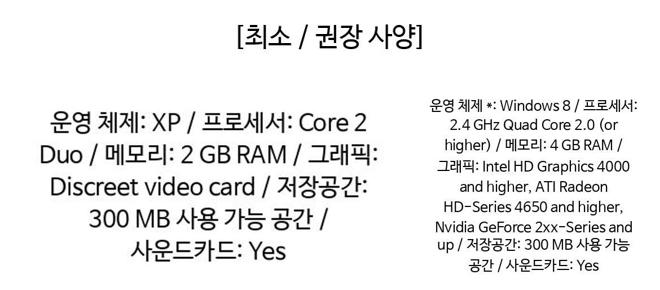 [최소 / 권장 사양]
운영 체제: XP / 프로세서: Core 2
Duo / 메모리: 2 GB RAM / 그래픽:
Discreet video card / 저장공간:
300 MB 사용 가능 공간 /
사운드카드: Yes
운영 체제 *: Windows 8 / 프로세서:
2.4 GHz Quad Core 2.0 (or
higher) / 메모리: 4 GB RAM /
그래픽: Intel HD Graphics 4000
and higher, ATI Radeon
HD-Series 4650 and higher,
Nvidia GeForce 2xx-Series and
up / 저장공간: 300 MB 사용 가능
공간 / 사운드카드: Yes